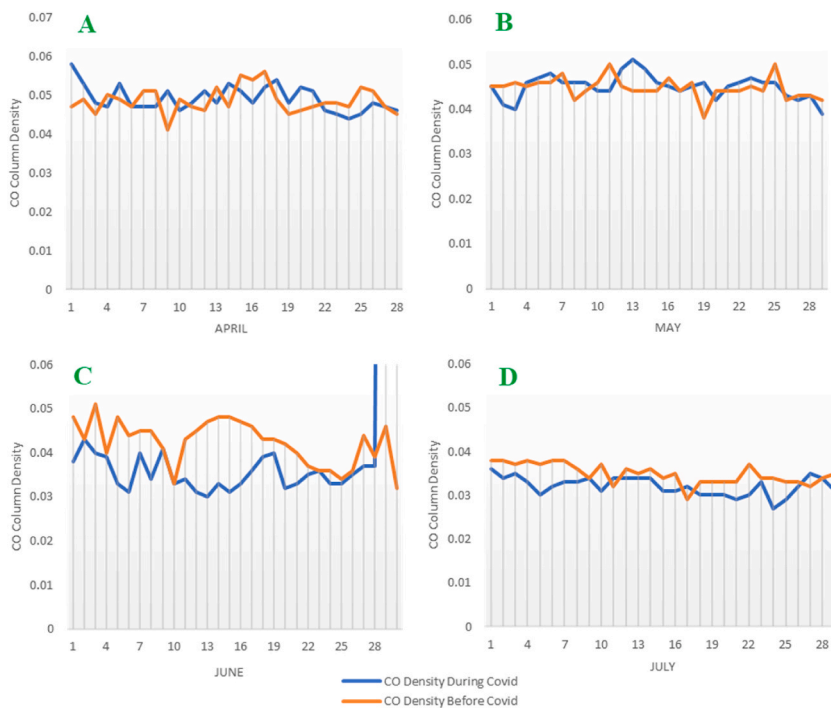 A
CO Column Density
0.07
0.06
0.05
0.04
0.03
0.02
0.01
0
1 4 7 10 13 16 19 22 25 28
APRIL
B
CO Column Density
0.06
0.05
0.04
0.03
0.02
0.01
0
1 4 7 10 13 16 19 22 25 28
MAY
C
CO Column Density
0.06
0.05
0.04
0.03
0.02
0.01
0
1 4 7 10 13 16 19 22 25 28
JUNE
D
CO Column Density
0.06
0.05
0.04
0.03
0.02
0.01
0
1 4 7 10 13 16 19 22 25 28
JULY
CO Density During Covid
CO Density Before Covid